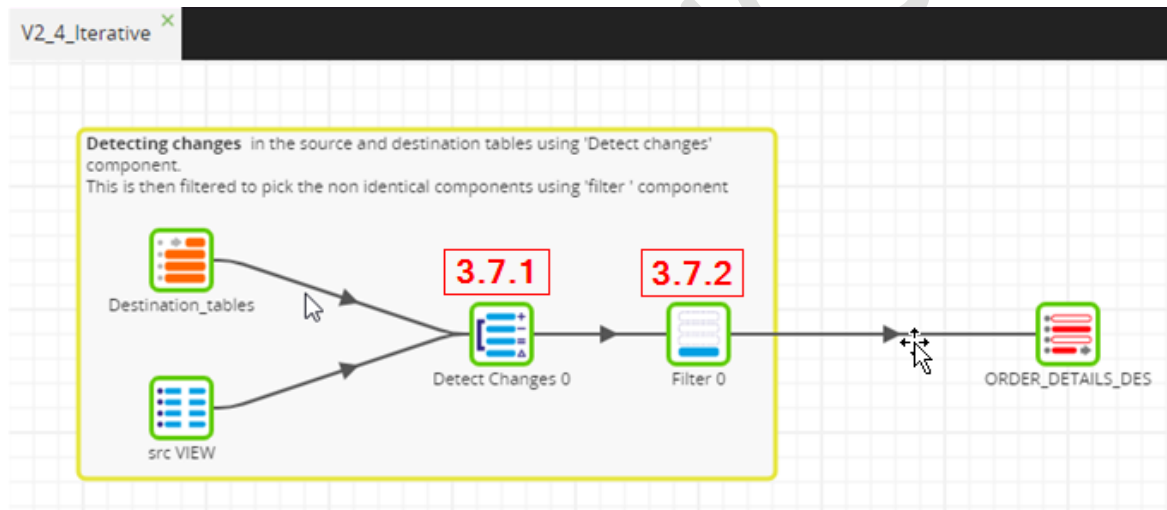 V2_4_Iterative
Detecting changes in the source and destination tables using 'Detect changes'
component.
This is then filtered to pick the non identical components using 'filter ' component
Destination_tables
3.7.1
3.7.2
Detect Changes 0
Filter 0
ORDER_DETAILS_DES
src VIEW